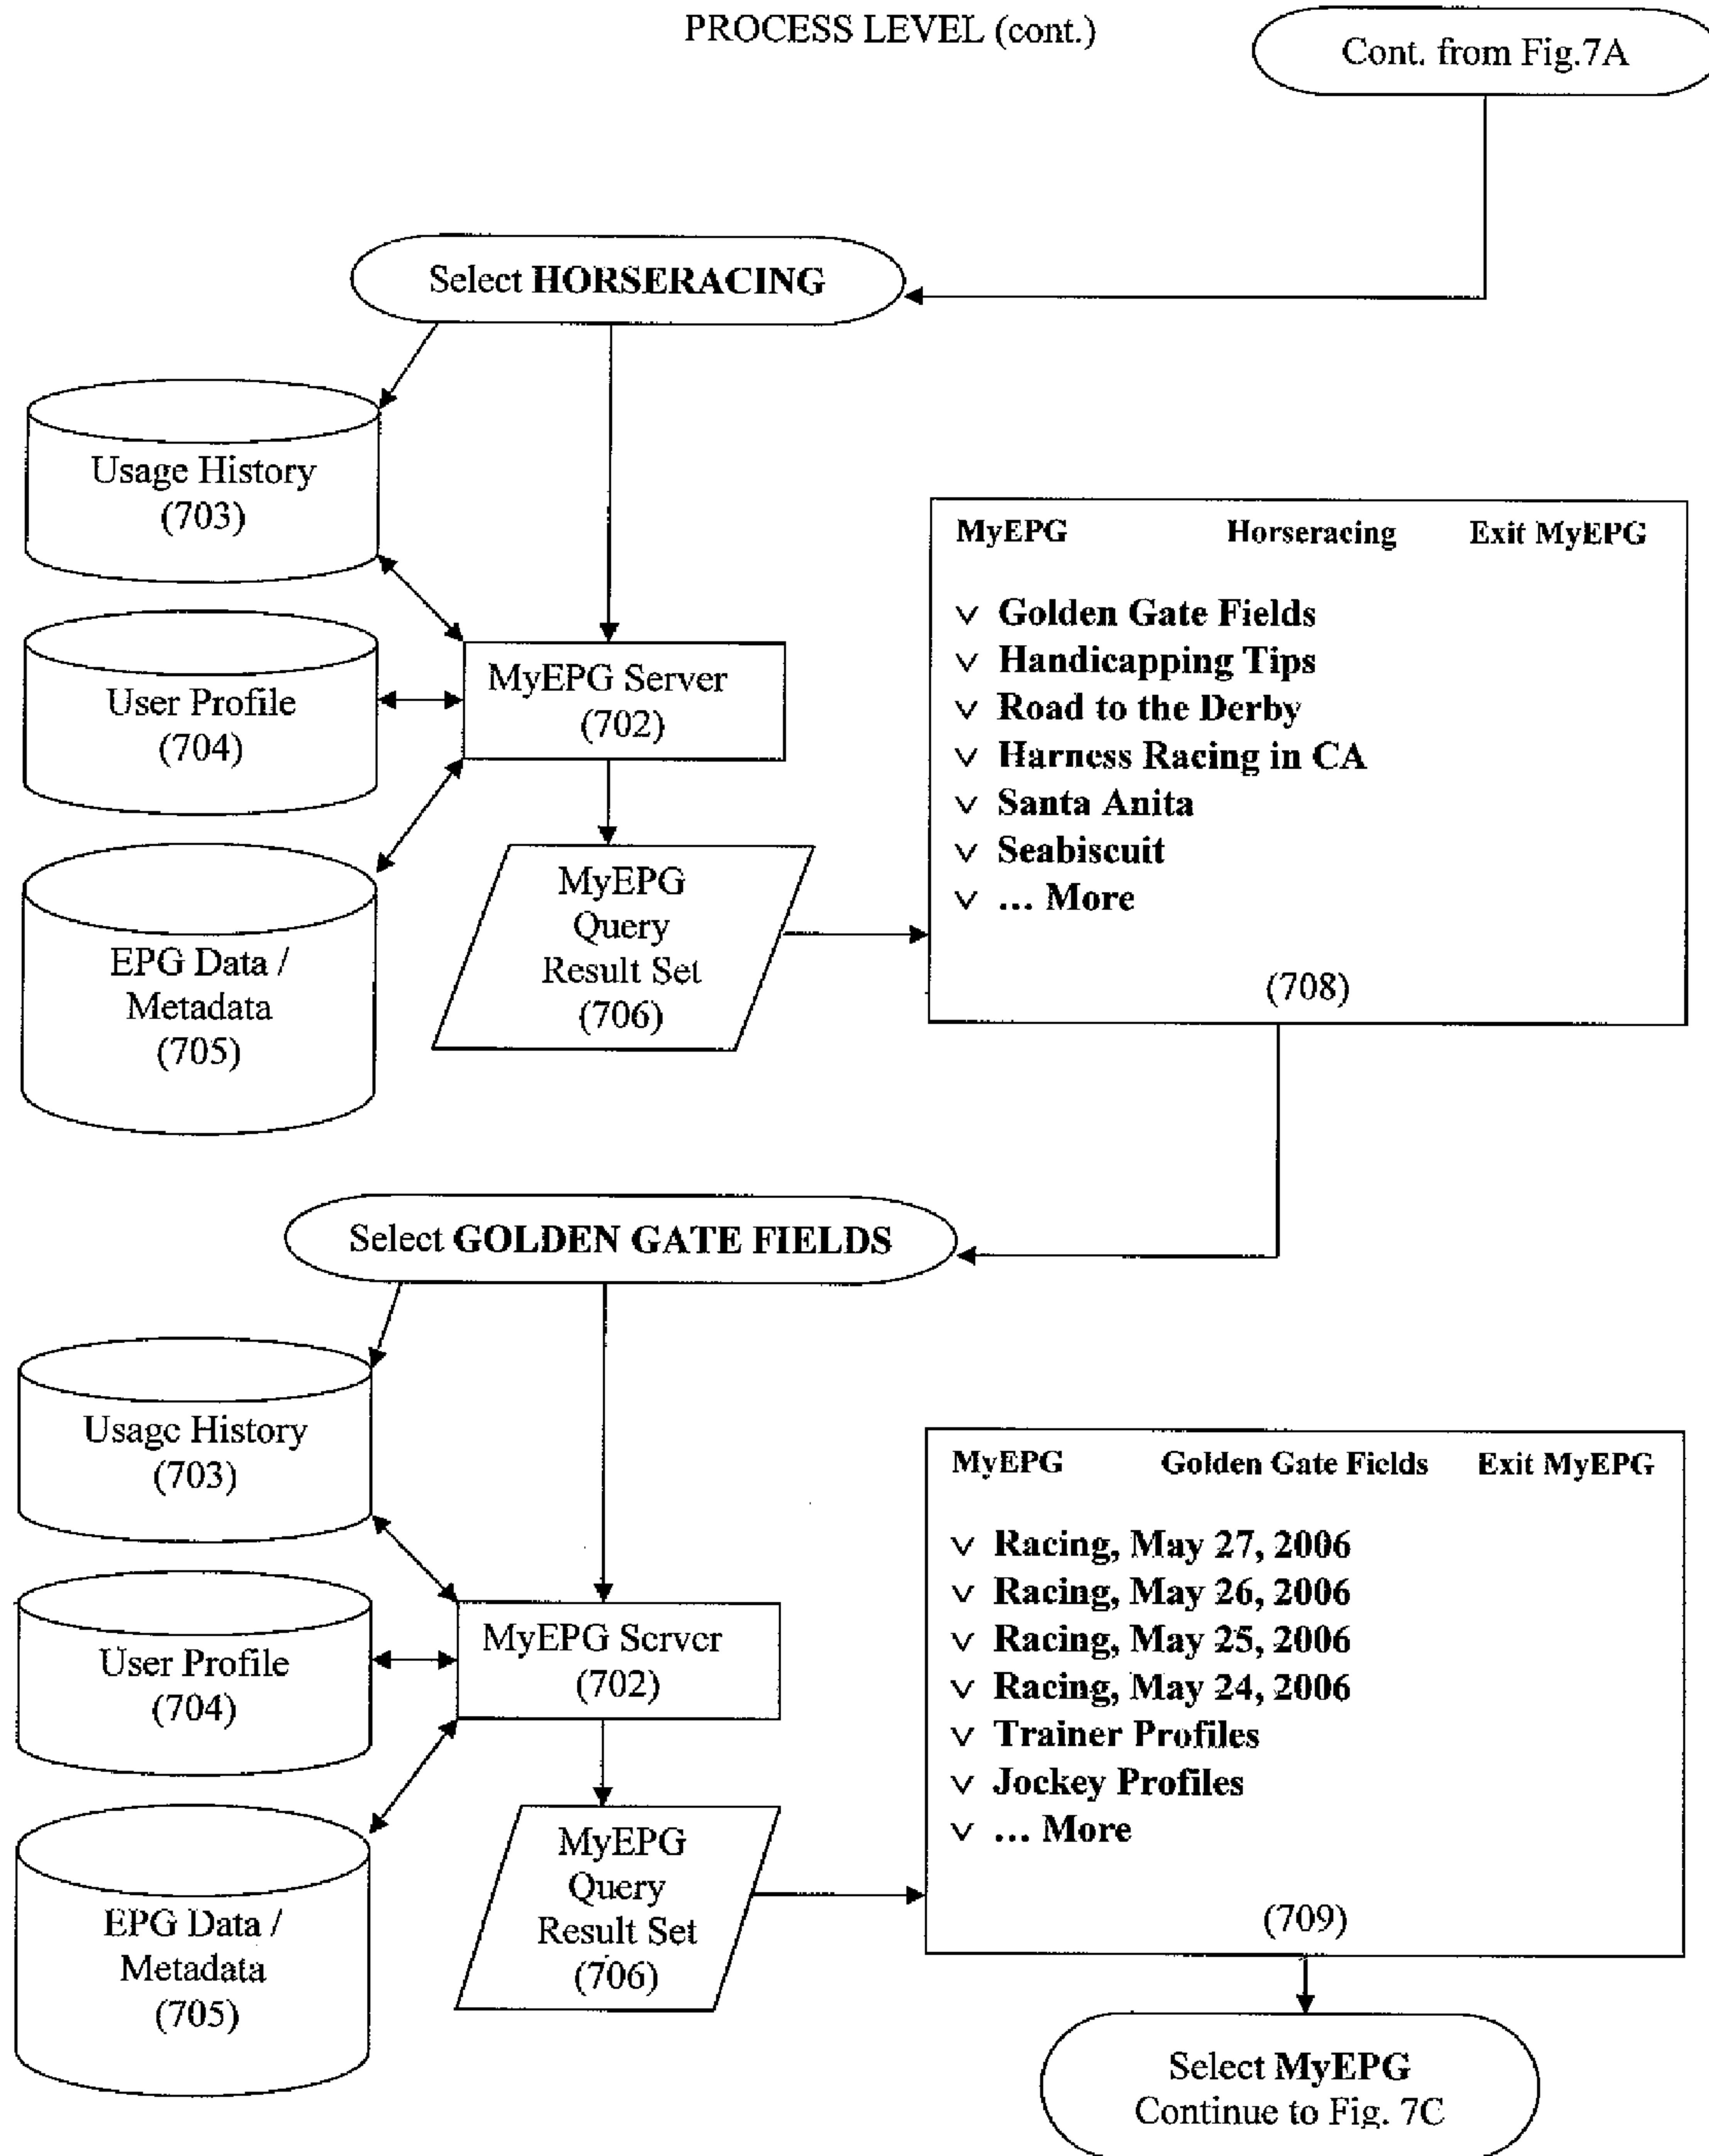 PROCESS LEVEL (cont.)
Cont. from Fig.7A
Select HORSERACING
Usage History
(703)
User Profile
(704)
EPG Data /
Metadata
(705)
MyEPG Server
(702)
MyEPG
Query
Result Set
(706)
MyEPG Horseracing Exit MyEPG
v Golden Gate Fields
v Handicapping Tips
v Road to the Derby
v Harness Racing in CA
v Santa Anita
v Seabiscuit
v ... More
(708)
Select GOLDEN GATE FIELDS
Usage History
(703)
User Profile
(704)
EPG Data /
Metadata
(705)
MyEPG Server
(702)
MyEPG
Query
Result Set
(706)
MyEPG Golden Gate Fields Exit MyEPG
v Racing, May 27, 2006
v Racing, May 26, 2006
v Racing, May 25, 2006
v Racing, May 24, 2006
v Trainer Profiles
v Jockey Profiles
v ... More
(709)
Select MyEPG
Continue to Fig. 7C